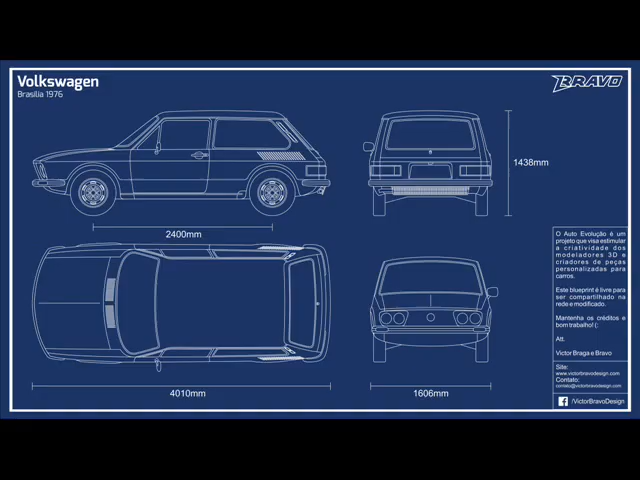 Volkswagen
Brasilia 1976
BRAVO
1438mm
2400mm
4010mm
1606mm
O Auto Evolução é um
projeto que visa estimular
a criatividade dos
modeladores 3D e
criadores de peças
personalizadas para
carros.
Este blueprint é livre para
ser compartilhado na
rede e modificado.
Mantenha os créditos e
bom trabalho! (:
Att.
Victor Braga e Bravo
Site:
www.victorbravodesign.com
Contato:
contato@victorbravodesign.com
/VictorBravoDesign